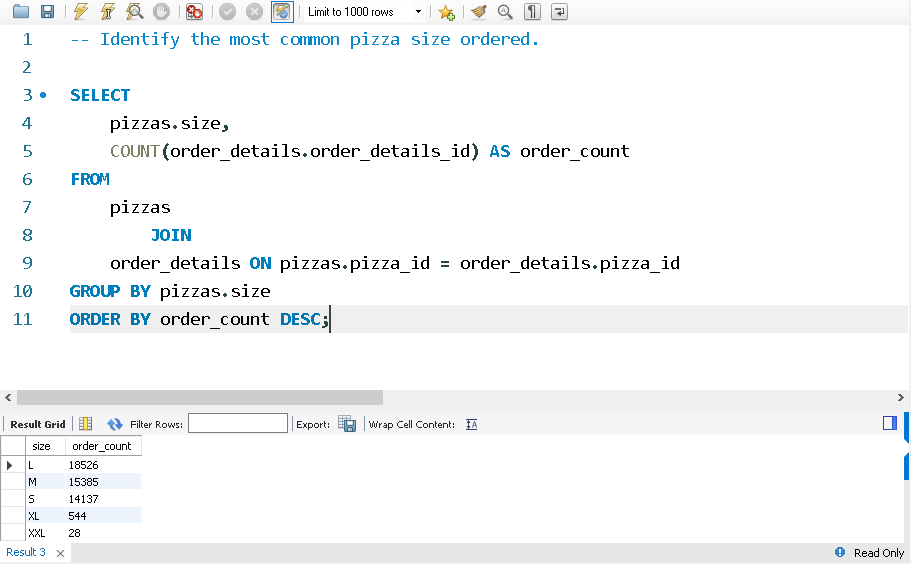 Limit to 1000 rows
1 -- Identify the most common pizza size ordered.
2
3 SELECT
4 pizzas.size,
5 COUNT(order_details.order_details_id) AS order_count
6 FROM
7 pizzas
8 JOIN
9 order_details ON pizzas.pizza_id = order_details.pizza_id
10 GROUP BY pizzas.size
11 ORDER BY order_count DESC;
Result Grid Filter Rows: Export: Wrap Cell Content:
size order_count
L 18526
M 15385
S 14137
XL 544
XXL 28
Result 3 Read Only